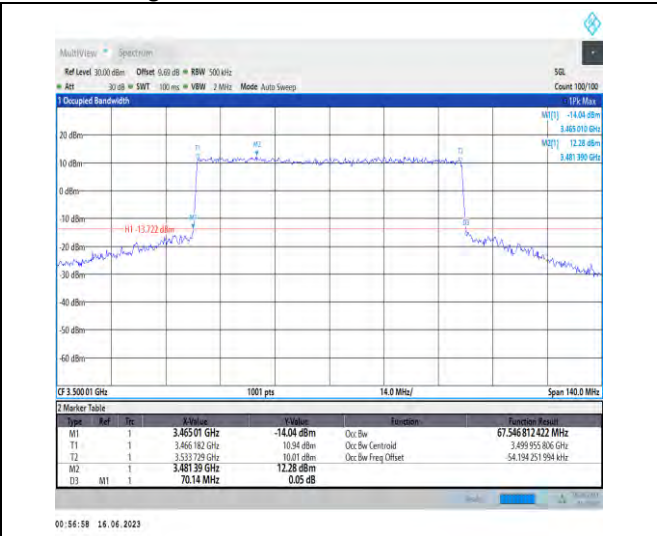 MultiView Spectrum
Ref Level 30.00 dBm Offset 9.69 dB RBW 500 kHz SGL
Att 30 dB SWT 100 ms VBW 2 MHz Mode Auto Sweep Count 100/100
1 Occupied Bandwidth 1Pk Max
M1[1] -14.04 dBm
3.465 010 GHz
M2[1] 12.28 dBm
3.481 390 GHz
20 dBm
T1 M2 T2
10 dBm
0 dBm
-10 dBm
M1 D3
H1 -13.722 dBm
-20 dBm
-30 dBm
-40 dBm
-50 dBm
-60 dBm
CF 3.500 01 GHz 1001 pts 14.0 MHz/ Span 140.0 MHz
2 Marker Table
Type Ref Trc X-Value Y-Value Function Function Result
M1 1 3.465 01 GHz -14.04 dBm Occ Bw 67.546 812 422 MHz
T1 1 3.466 182 GHz 10.94 dBm Occ Bw Centroid 3.499 955 806 GHz
T2 1 3.533 729 GHz 10.01 dBm Occ Bw Freq Offset -54.194 251 994 kHz
M2 1 3.481 39 GHz 12.28 dBm
D3 M1 1 70.14 MHz 0.05 dB
00:56:58 16.06.2023